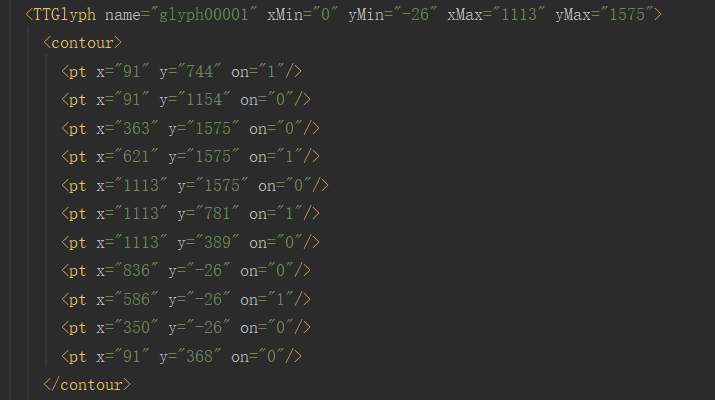 <TTGlyph name="glyph00001" xMin="0" yMin="-26" xMax="1113" yMax="1575">
<contour>
<pt x="91" y="744" on="1"/>
<pt x="91" y="1154" on="0"/>
<pt x="363" y="1575" on="0"/>
<pt x="621" y="1575" on="1"/>
<pt x="1113" y="1575" on="0"/>
<pt x="1113" y="781" on="1"/>
<pt x="1113" y="389" on="0"/>
<pt x="836" y="-26" on="0"/>
<pt x="586" y="-26" on="1"/>
<pt x="350" y="-26" on="0"/>
<pt x="91" y="368" on="0"/>
</contour>